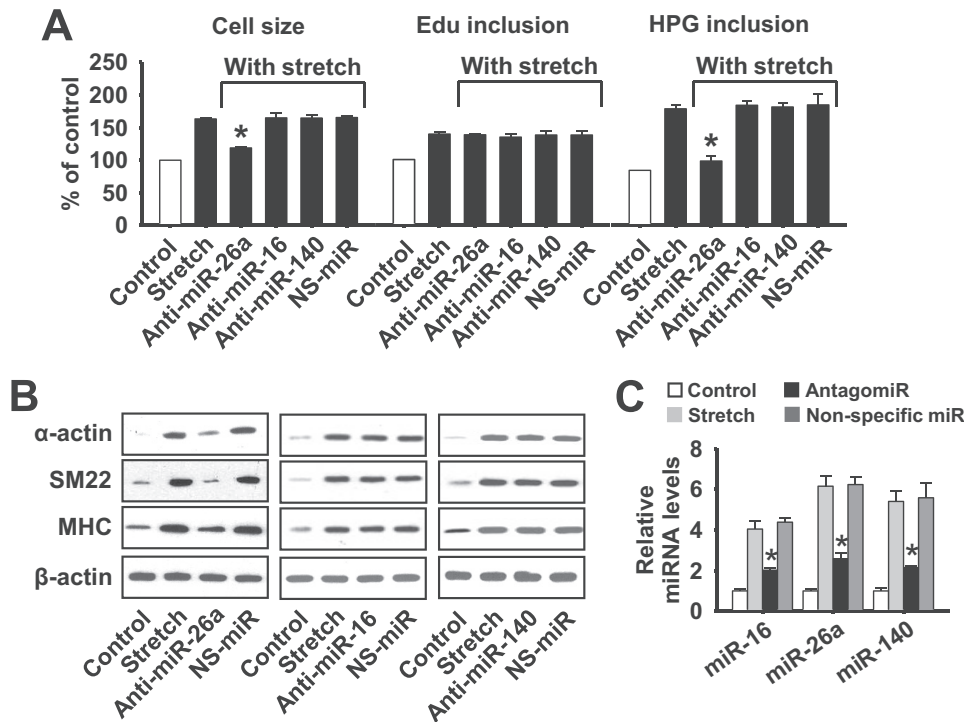 A
Cell size
Edu inclusion
HPG inclusion
With stretch
With stretch
With stretch
% of control
250
200
150
100
50
0
*
*
Control
Stretch
Anti-miR-26a
Anti-miR-16
Anti-miR-140
NS-miR
Control
Stretch
Anti-miR-26a
Anti-miR-16
Anti-miR-140
NS-miR
Control
Stretch
Anti-miR-26a
Anti-miR-16
Anti-miR-140
NS-miR
B
α-actin
SM22
MHC
β-actin
Control
Stretch
Anti-miR-26a
NS-miR
Control
Stretch
Anti-miR-16
NS-miR
Control
Stretch
Anti-miR-140
NS-miR
C
Control
AntagomiR
Stretch
Non-specific miR
Relative
miRNA levels
8
6
4
2
0
*
*
*
miR-16
miR-26a
miR-140